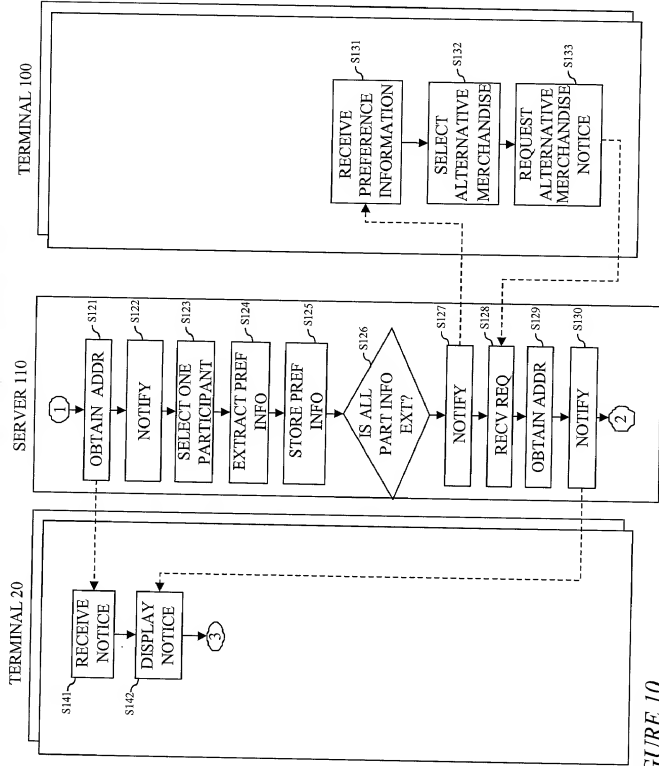 TERMINAL 20
S141
RECEIVE
NOTICE
S142
DISPLAY
NOTICE
3
SERVER 110
1
S121
OBTAIN ADDR
S122
NOTIFY
S123
SELECT ONE
PARTICIPANT
S124
EXTRACT PREF
INFO
S125
STORE PREF
INFO
S126
IS ALL
PART INFO
EXT?
S127
NOTIFY
S128
RECV REQ
S129
OBTAIN ADDR
S130
NOTIFY
2
TERMINAL 100
S131
RECEIVE
PREFERENCE
INFORMATION
S132
SELECT
ALTERNATIVE
MERCHANDISE
S133
REQUEST
ALTERNATIVE
MERCHANDISE
NOTICE
GURE 10